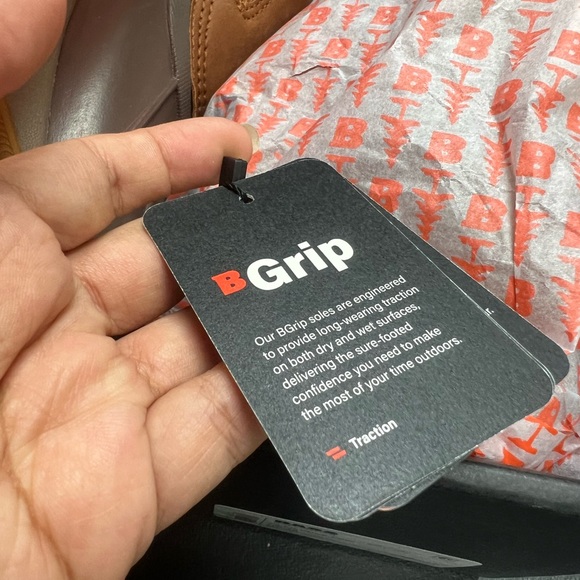 BGrip
Our BGrip soles are engineered
to provide long-wearing traction
on both dry and wet surfaces,
delivering the sure-footed
confidence you need to make
the most of your time outdoors.
Traction
r.